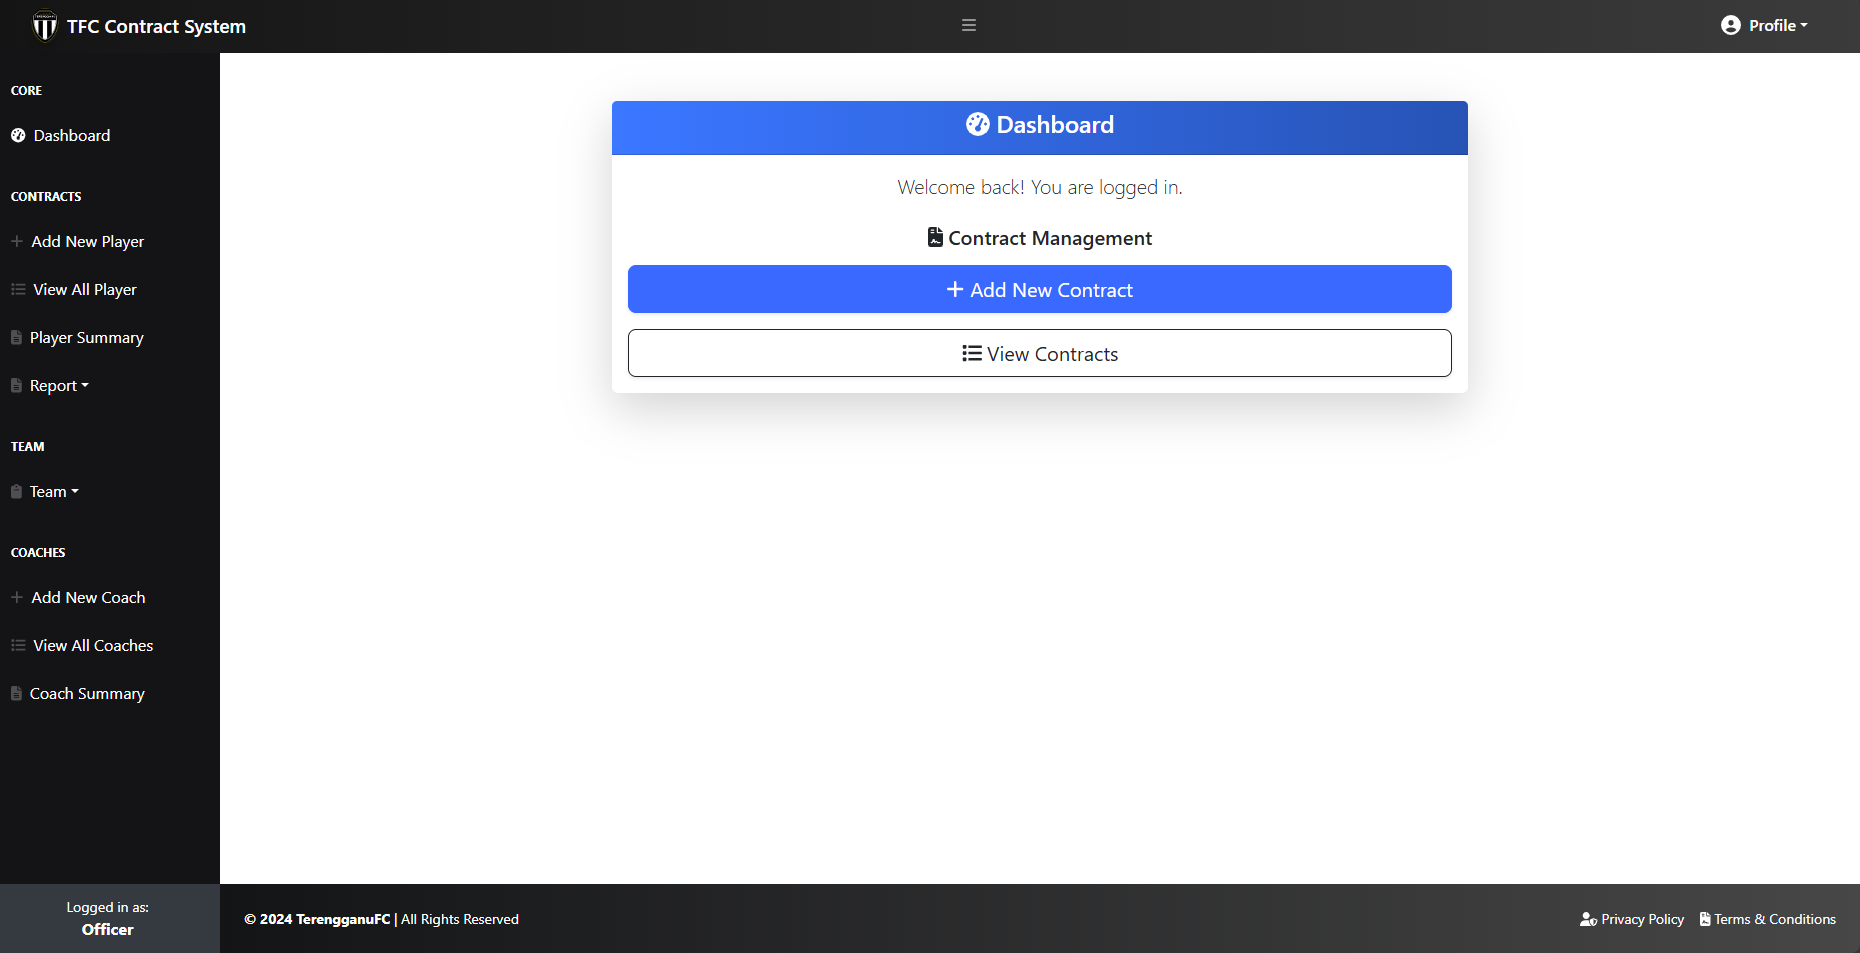 TFC Contract System
Profile
CORE
Dashboard
CONTRACTS
Add New Player
View All Player
Player Summary
Report
TEAM
Team
COACHES
Add New Coach
View All Coaches
Coach Summary
Logged in as:
Officer
Dashboard
Welcome back! You are logged in.
Contract Management
Add New Contract
View Contracts
© 2024 TerengganuFC | All Rights Reserved
Privacy Policy
Terms & Conditions